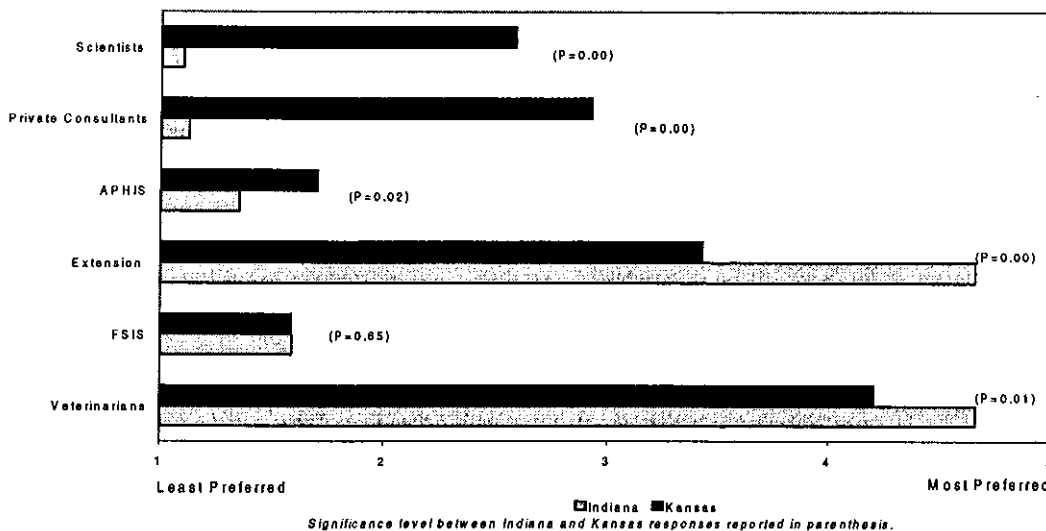 Scientists
(P=0.00)
Private Consultants
(P=0.00)
APHIS
(P=0.02)
Extension
(P=0.00)
FSIS
(P=0.65)
Veterinarians
(P=0.01)
1 2 3 4
Least Preferred Most Preferred
Indiana Kansas
Significance level between Indiana and Kansas responses reported in parenthesis.